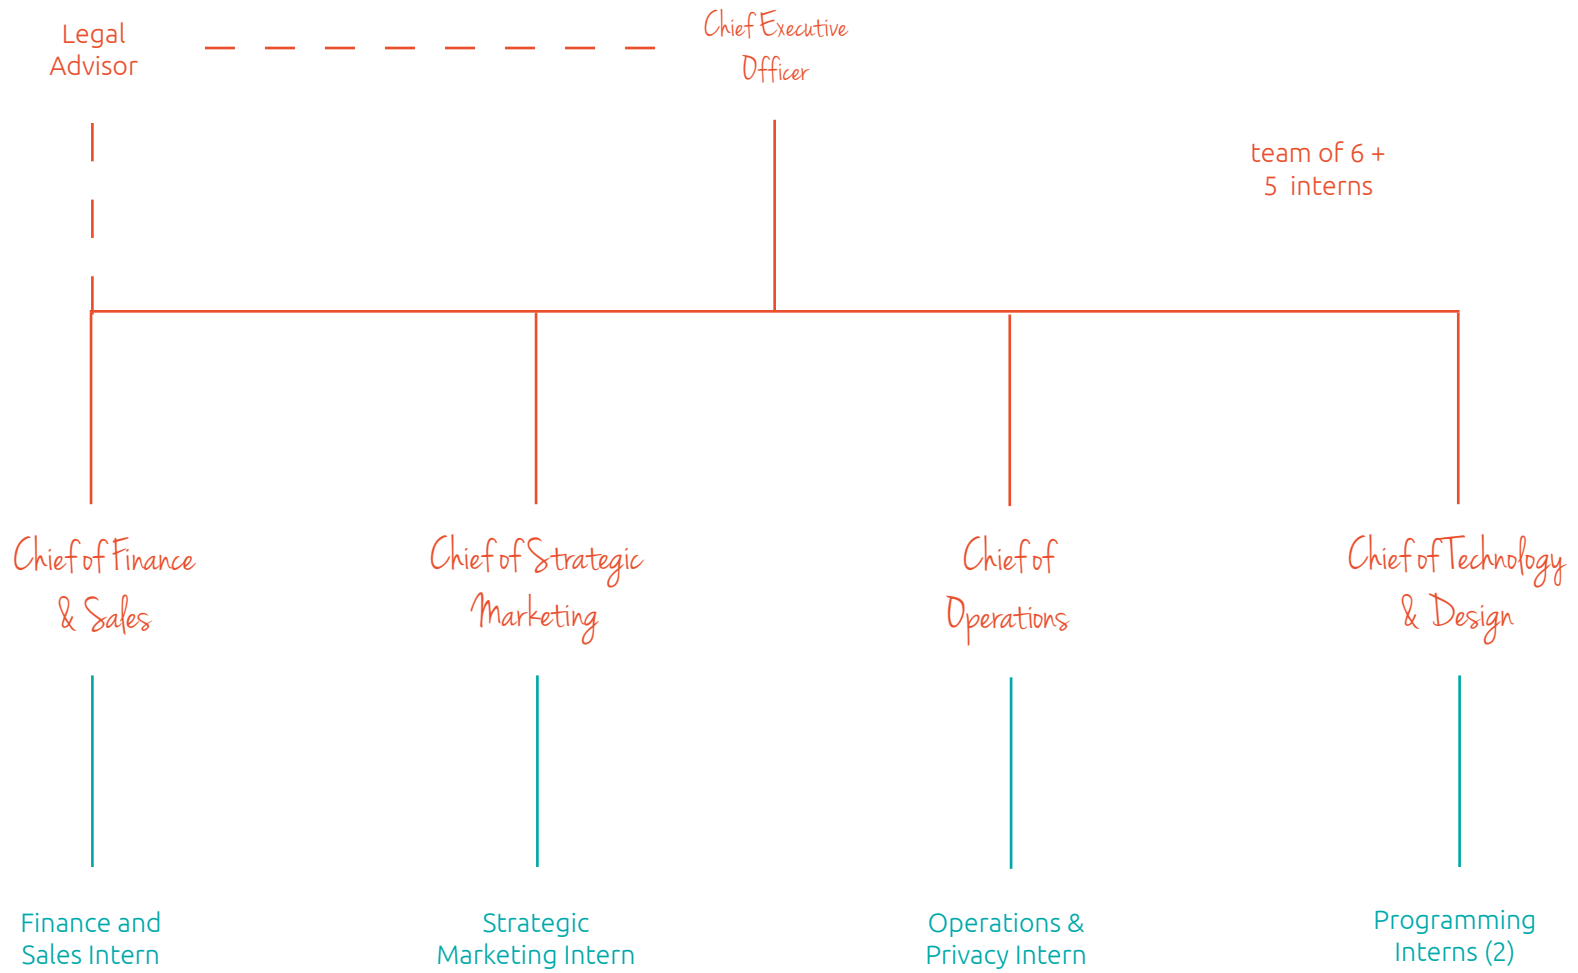 Legal
Advisor
Chief Executive
Officer
team of 6 +
5 interns
Chief of Finance
& Sales
Chief of Strategic
Marketing
Chief of
Operations
Chief of Technology
& Design
Finance and
Sales Intern
Strategic
Marketing Intern
Operations &
Privacy Intern
Programming
Interns (2)